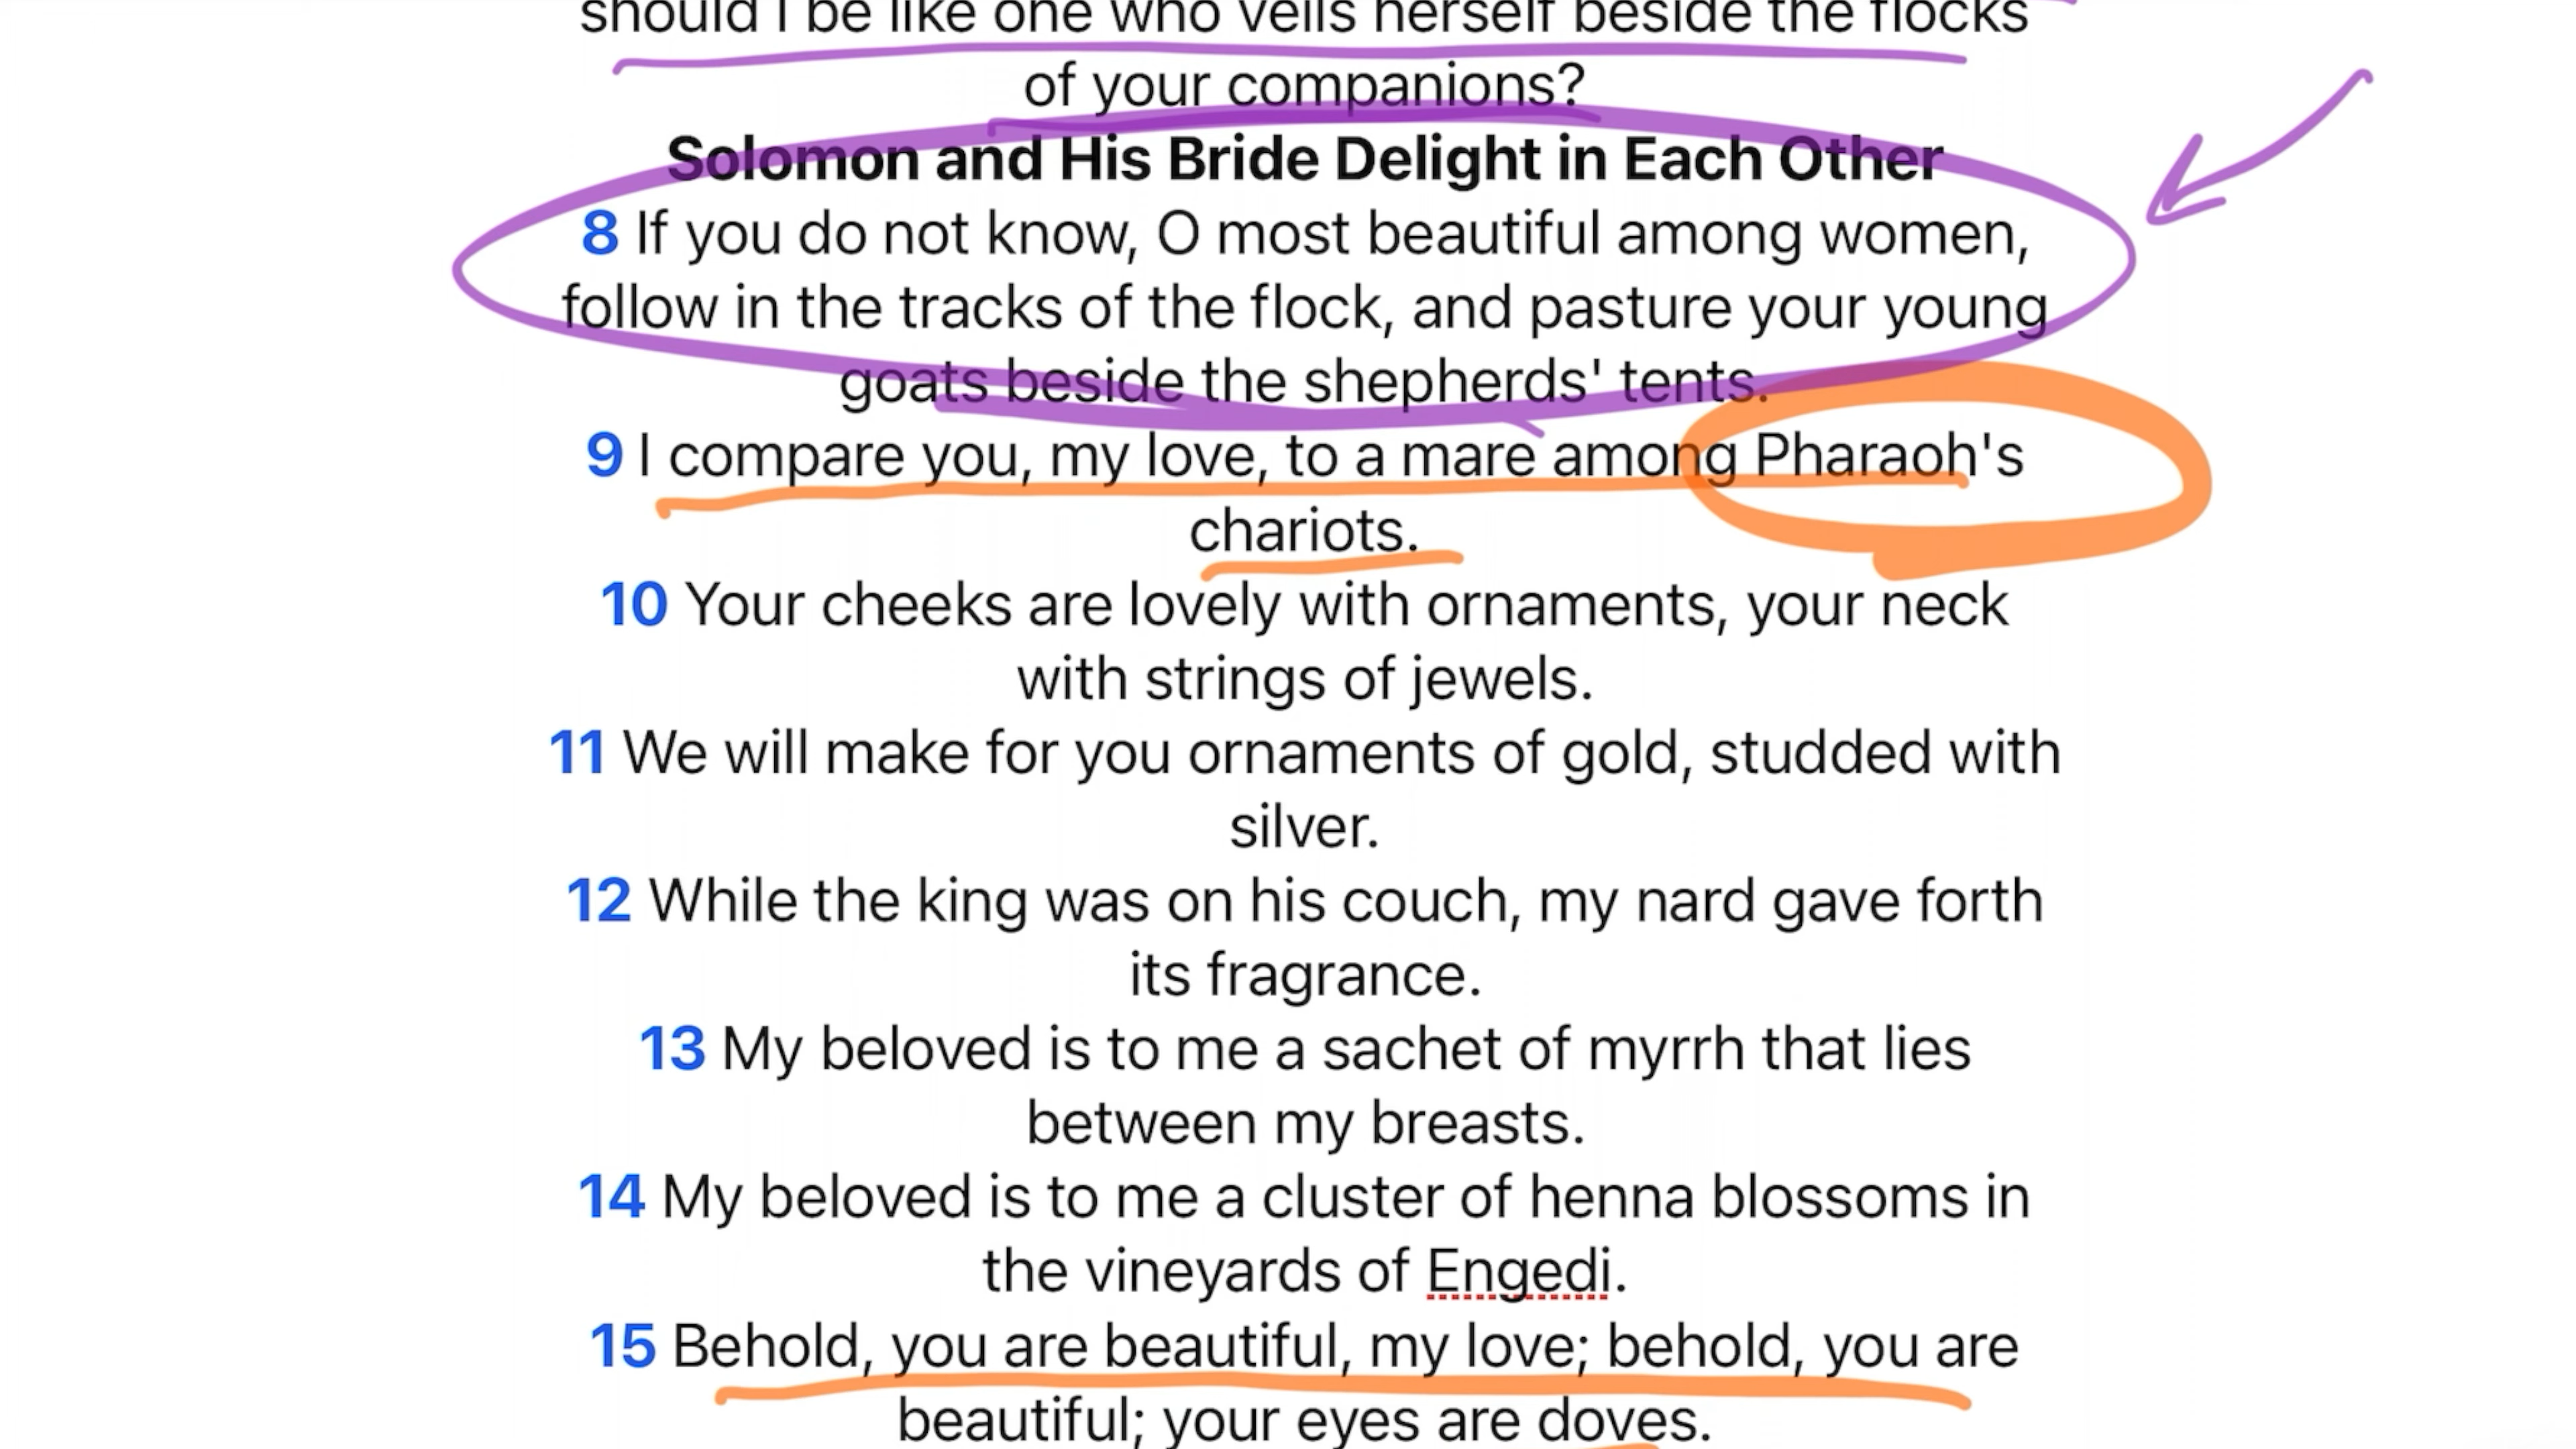 should I be like one who veils herself beside the flocks
of your companions?
Solomon and His Bride Delight in Each Other
8 If you do not know, O most beautiful among women,
follow in the tracks of the flock, and pasture your young
goats beside the shepherds' tents.
9 I compare you, my love, to a mare among Pharaoh's
chariots.
10 Your cheeks are lovely with ornaments, your neck
with strings of jewels.
11 We will make for you ornaments of gold, studded with
silver.
12 While the king was on his couch, my nard gave forth
its fragrance.
13 My beloved is to me a sachet of myrrh that lies
between my breasts.
14 My beloved is to me a cluster of henna blossoms in
the vineyards of Engedi.
15 Behold, you are beautiful, my love; behold, you are
beautiful; your eyes are doves.